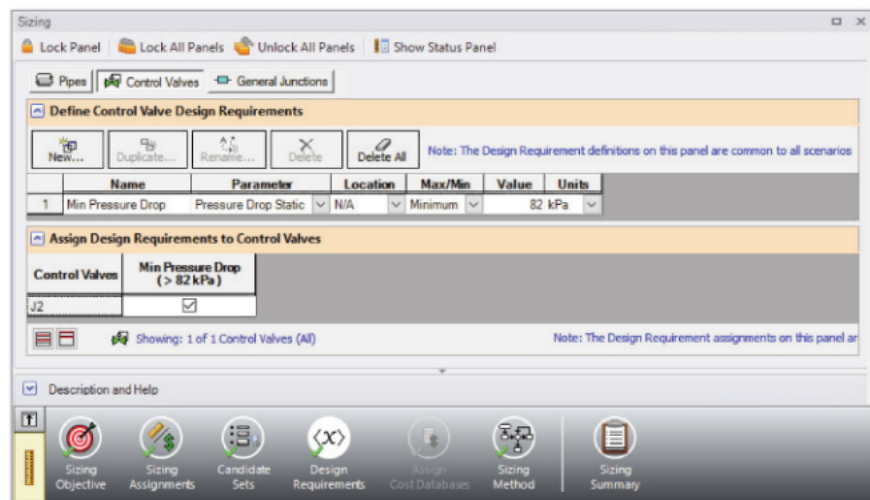 Sizing
Lock Panel Lock All Panels Unlock All Panels Show Status Panel
Pipes Control Valves General Junctions
Define Control Valve Design Requirements
New... Duplicate... Rename... Delete Delete All Note: The Design Requirement definitions on this panel are common to all scenarios
Name Parameter Location Max/Min Value Units
1 Min Pressure Drop Pressure Drop Static N/A Minimum 82 kPa
Assign Design Requirements to Control Valves
Control Valves Min Pressure Drop
( > 82 kPa )
J2
Showing: 1 of 1 Control Valves (All) Note: The Design Requirement assignments on this panel ar
Description and Help
Sizing Sizing Candidate Design Assign Sizing Sizing
Objective Assignments Sets Requirements Cost Databases Method Summary